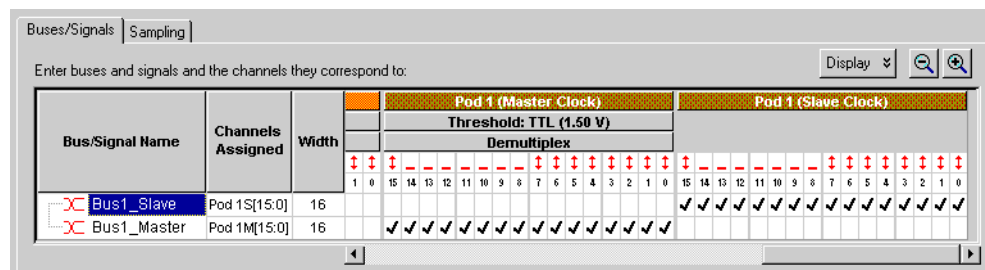 Buses/Signals Sampling
Enter buses and signals and the channels they correspond to:
Display
Pod 1 (Master Clock) Pod 1 (Slave Clock)
Threshold: TTL (1.50 V)
Bus/Signal Name Channels Assigned Width Demultiplex
1 0 15 14 13 12 11 10 9 8 7 6 5 4 3 2 1 0 15 14 13 12 11 10 9 8 7 6 5 4 3 2 1 0
Bus1_Slave Pod 1S[15:0] 16
Bus1_Master Pod 1M[15:0] 16